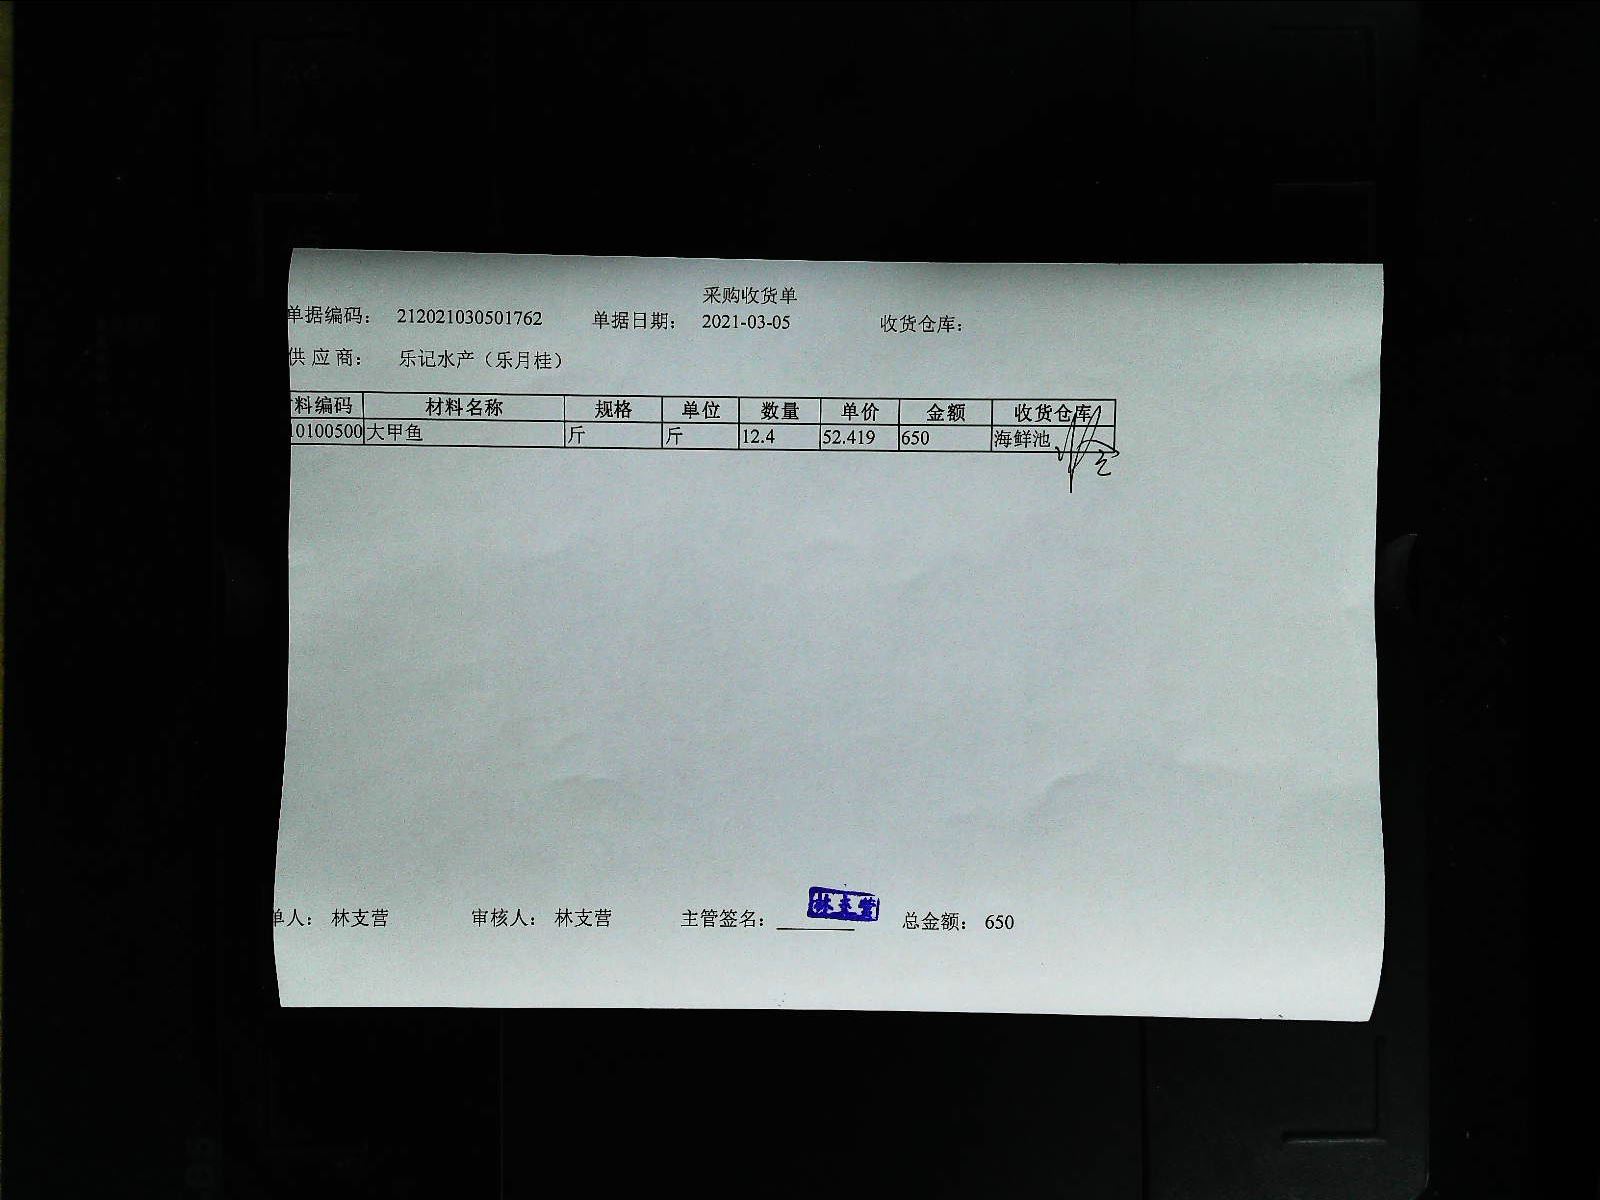 采购收货单
单据编码： 212021030501762 单据日期： 2021-03-05 收货仓库：
供 应 商： 乐记水产（乐月桂）
料编码 材料名称 规格 单位 数量 单价 金额 收货仓库
10100500 大甲鱼 斤 斤 12.4 52.419 650 海鲜池
单人： 林支营 审核人： 林支营 主管签名： 林支营 总金额： 650